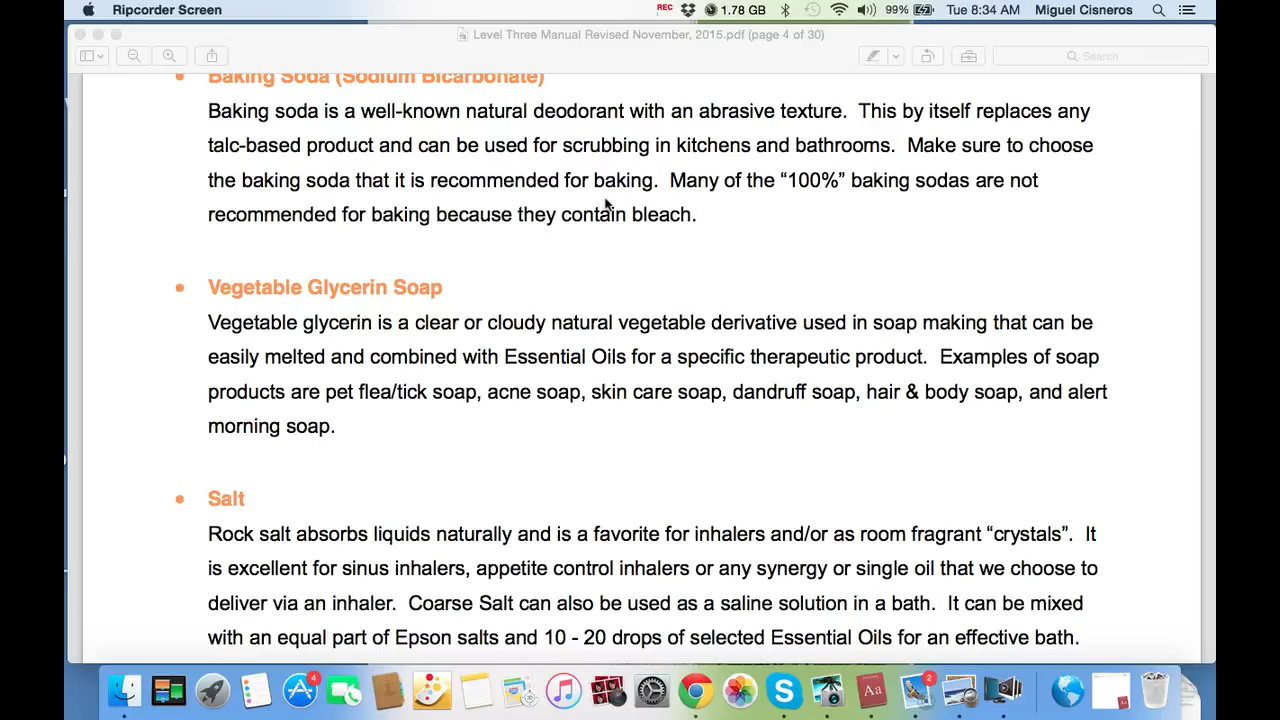 Ripcorder Screen
REC
1.78 GB
99%
Tue 8:34 AM
Miguel Cisneros
Level Three Manual Revised November, 2015.pdf (page 4 of 30)
Search
Baking Soda (Sodium Bicarbonate)
Baking soda is a well-known natural deodorant with an abrasive texture. This by itself replaces any
talc-based product and can be used for scrubbing in kitchens and bathrooms. Make sure to choose
the baking soda that it is recommended for baking. Many of the “100%” baking sodas are not
recommended for baking because they contain bleach.
Vegetable Glycerin Soap
Vegetable glycerin is a clear or cloudy natural vegetable derivative used in soap making that can be
easily melted and combined with Essential Oils for a specific therapeutic product. Examples of soap
products are pet flea/tick soap, acne soap, skin care soap, dandruff soap, hair & body soap, and alert
morning soap.
Salt
Rock salt absorbs liquids naturally and is a favorite for inhalers and/or as room fragrant “crystals”. It
is excellent for sinus inhalers, appetite control inhalers or any synergy or single oil that we choose to
deliver via an inhaler. Coarse Salt can also be used as a saline solution in a bath. It can be mixed
with an equal part of Epson salts and 10 - 20 drops of selected Essential Oils for an effective bath.
4
Aa
2